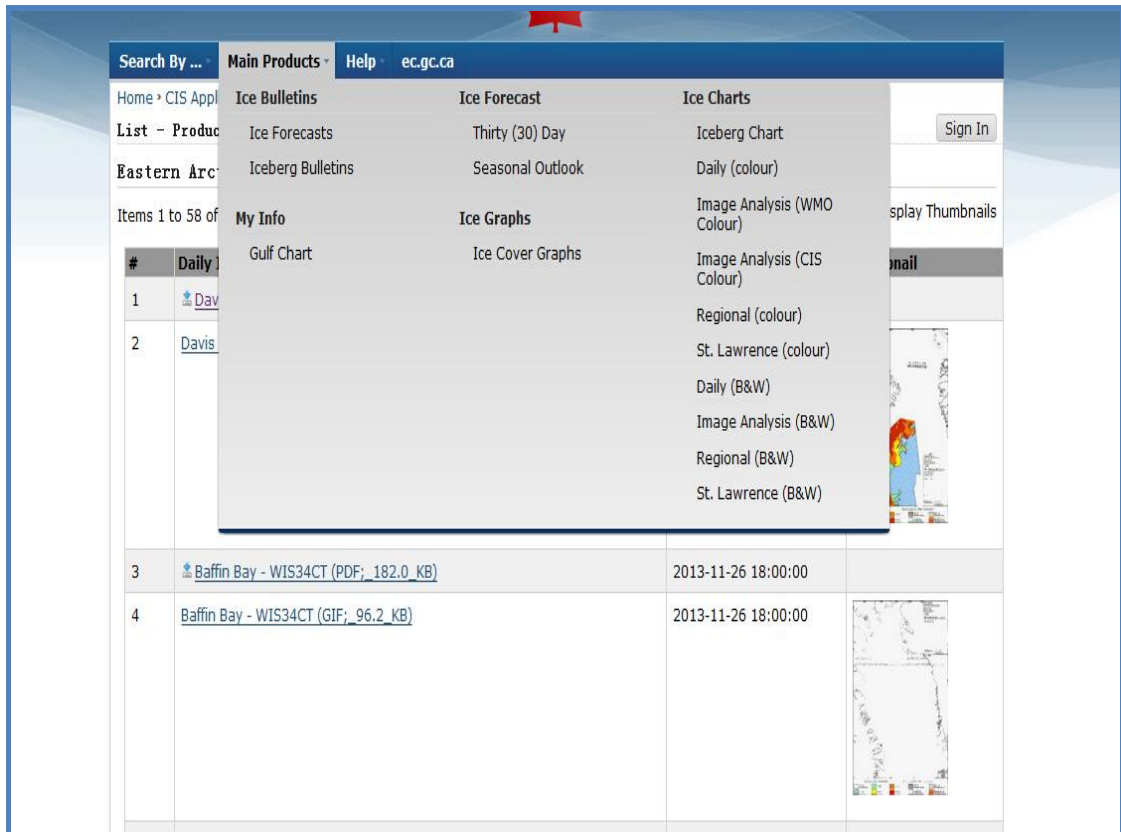 Search By ... Main Products Help ec.gc.ca
Home CIS Appl
List - Produc
Sign In
Eastern Arc
Items 1 to 58 of
splay Thumbnails
Ice Bulletins
Ice Forecasts
Iceberg Bulletins
My Info
Gulf Chart
Ice Forecast
Thirty (30) Day
Seasonal Outlook
Ice Graphs
Ice Cover Graphs
Ice Charts
Iceberg Chart
Daily (colour)
Image Analysis (WMO
Colour)
Image Analysis (CIS
Colour)
Regional (colour)
St. Lawrence (colour)
Daily (B&W)
Image Analysis (B&W)
Regional (B&W)
St. Lawrence (B&W)
# Daily nail
1 Dav
2 Davis
3 Baffin Bay - WIS34CT (PDF;_182.0_KB) 2013-11-26 18:00:00
4 Baffin Bay - WIS34CT (GIF;_96.2_KB) 2013-11-26 18:00:00